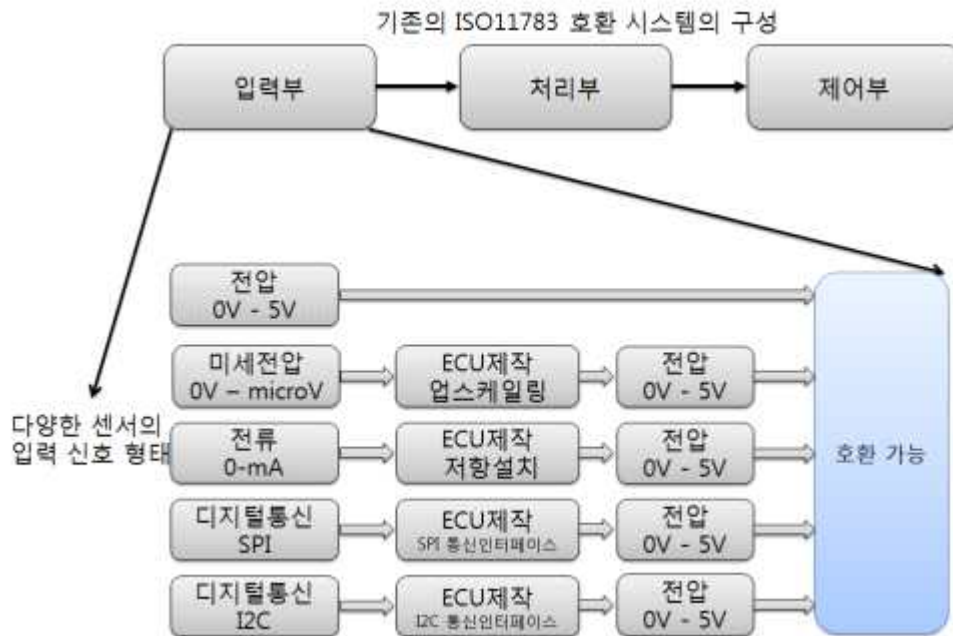 기존의 ISO11783 호환 시스템의 구성
입력부
처리부
제어부
전압
0V - 5V
미세전압
0V – microV
ECU제작
업스케일링
전압
0V - 5V
다양한 센서의
입력 신호 형태
전류
0-mA
ECU제작
저항설치
전압
0V - 5V
호환 가능
디지털통신
SPI
ECU제작
SPI 통신인터페이스
전압
0V - 5V
디지털통신
I2C
ECU제작
I2C 통신인터페이스
전압
0V - 5V